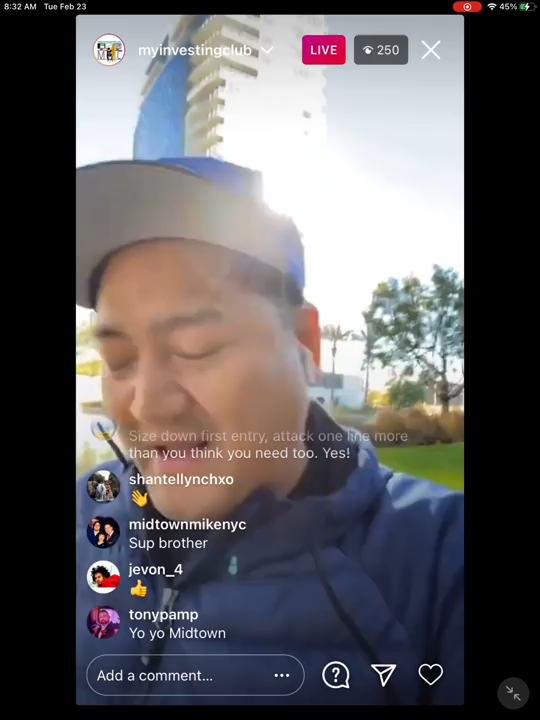 8:32 AM Tue Feb 23
45%
myinvestingclub
LIVE
250
Size down first entry, attack one line more
than you think you need too. Yes!
shantellynchxo
👋
midtownmikenyc
Sup brother
jevon_4
👍
tonypamp
Yo yo Midtown
Add a comment...